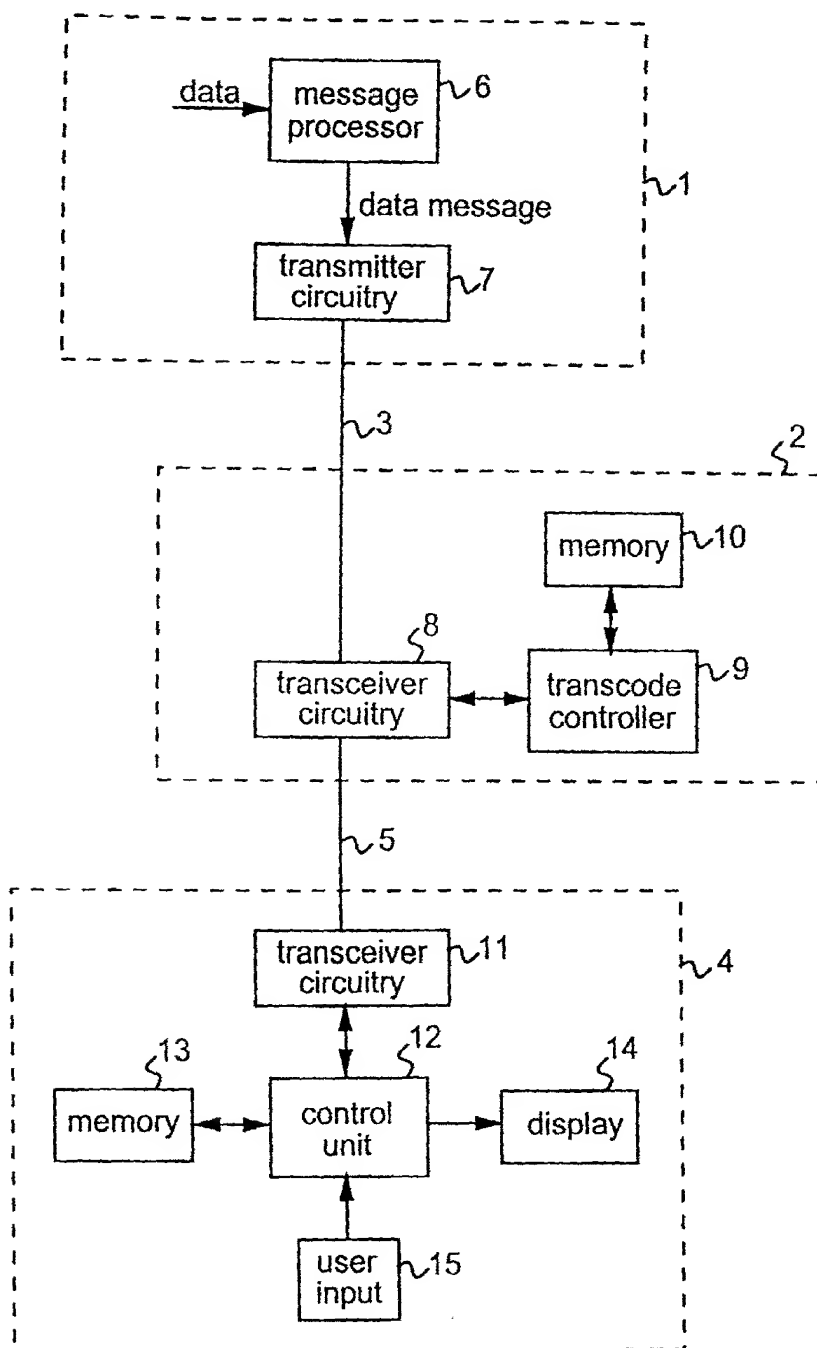 data
message
processor
6
1
data message
transmitter
circuitry
7
3
2
memory
10
8
transceiver
circuitry
transcode
controller
9
5
transceiver
circuitry
11
4
13
12
14
memory
control
unit
display
user
input
15